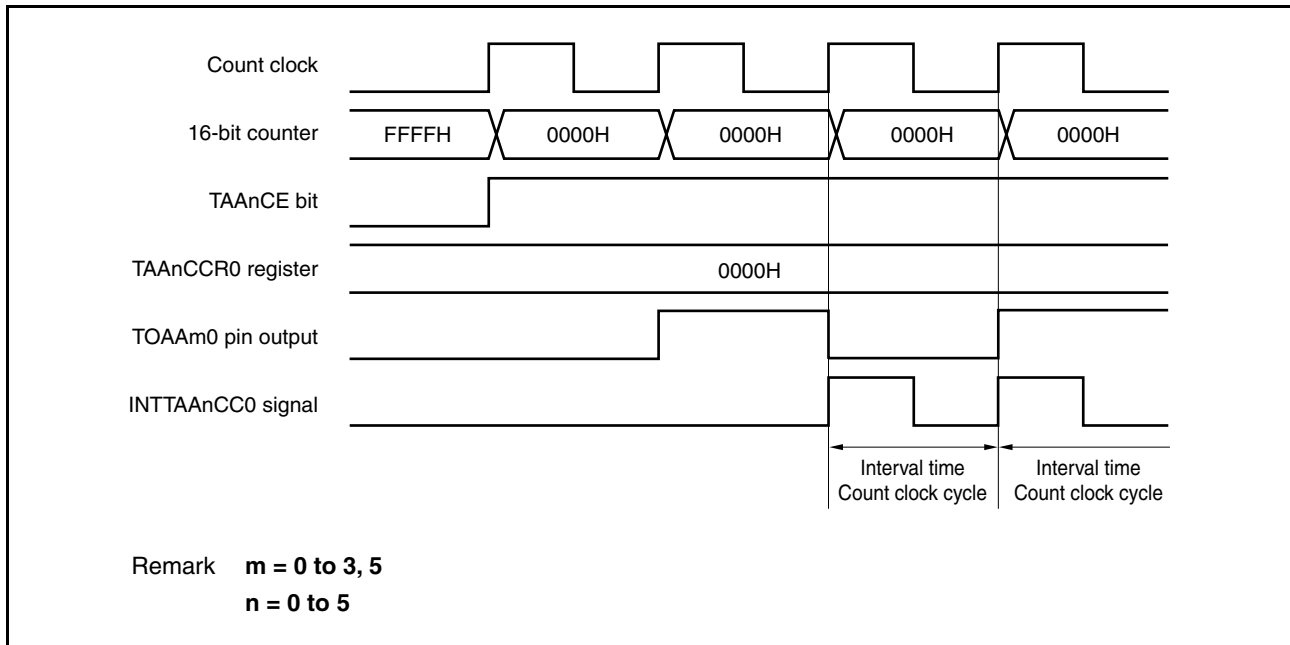 Count clock
16-bit counter FFFFH 0000H 0000H 0000H 0000H
TAAnCE bit
TAAnCCR0 register 0000H
TOAAm0 pin output
INTTAAnCC0 signal
Interval time Interval time
Count clock cycle Count clock cycle
Remark m = 0 to 3, 5
n = 0 to 5